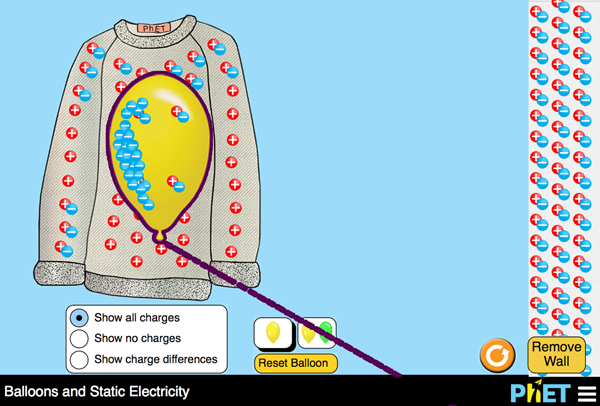 PhET
Show all charges
Show no charges
Show charge differences
Reset Balloon
Remove
Wall
Balloons and Static Electricity
PhET